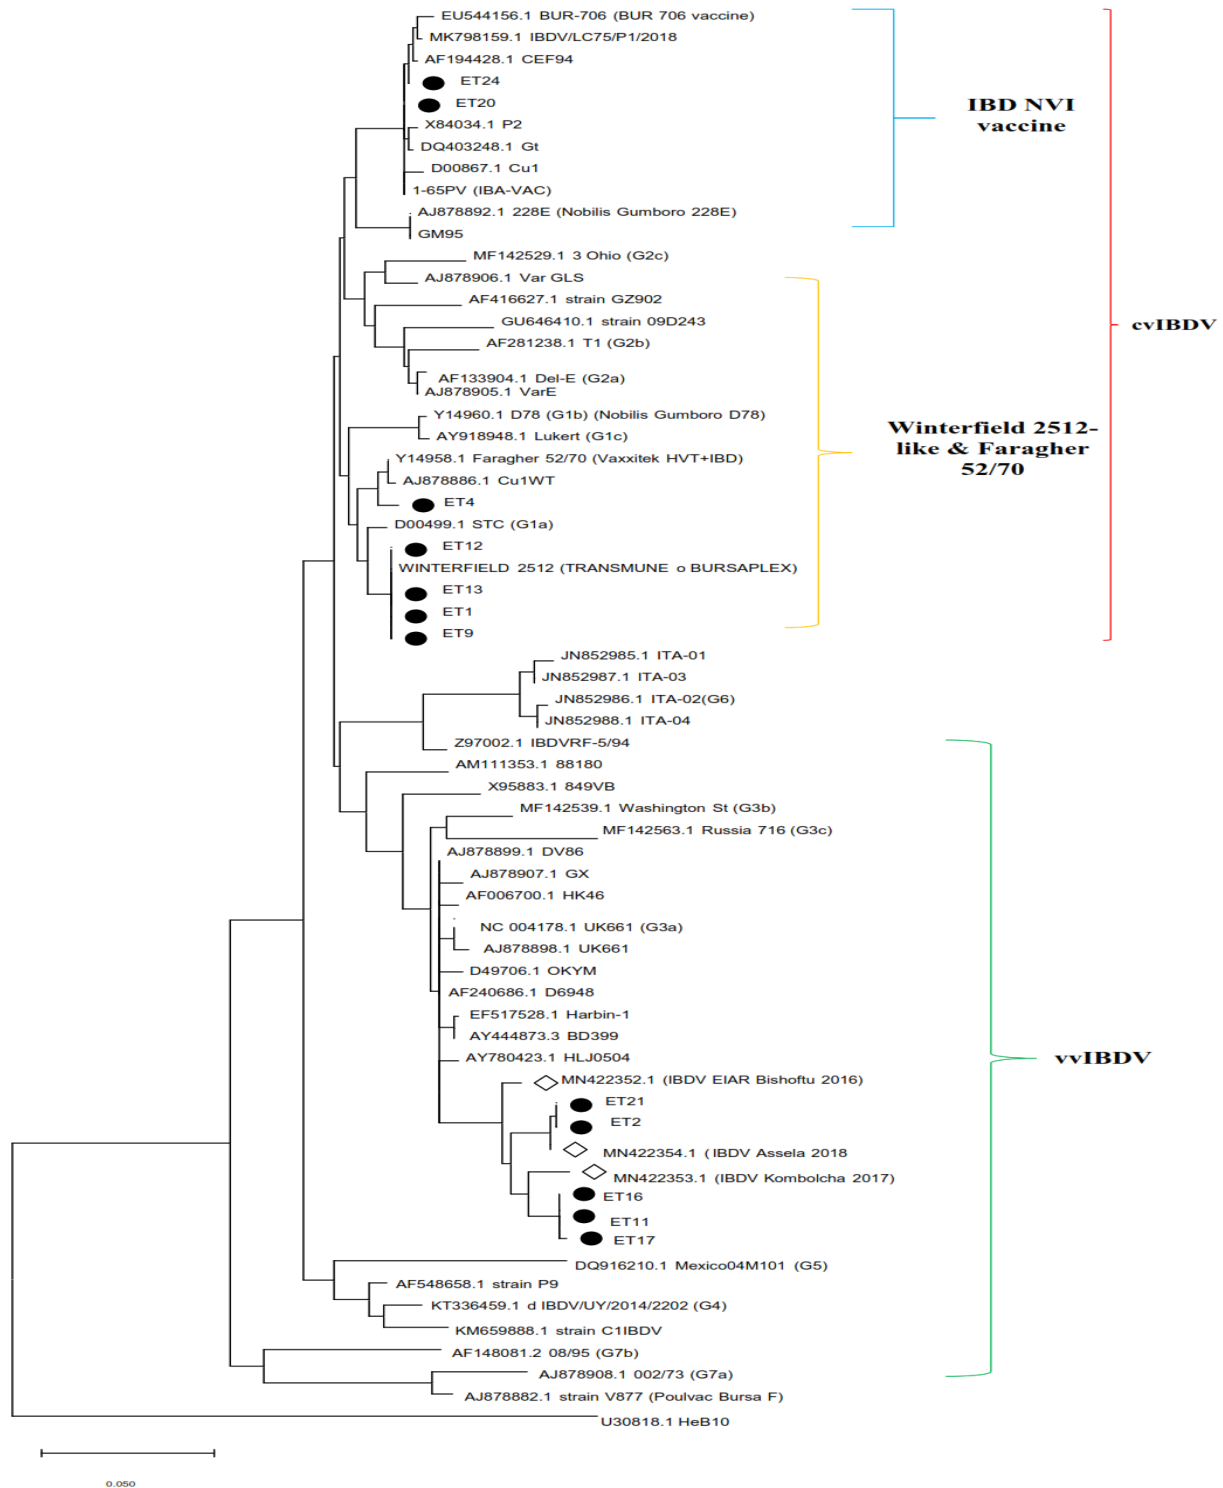 EU544156.1 BUR-706 (BUR 706 vaccine)
MK798159.1 IBDV/LC75/P1/2018
AF194428.1 CEF94
ET24
ET20
X84034.1 P2
DQ403248.1 Gt
D00867.1 Cu1
1-65PV (IBA-VAC)
AJ878892.1 228E (Nobilis Gumboro 228E)
GM95
IBD NVI
vaccine
MF142529.1 3 Ohio (G2c)
AJ878906.1 Var GLS
AF416627.1 strain GZ902
GU646410.1 strain 09D243
AF281238.1 T1 (G2b)
AF133904.1 Del-E (G2a)
AJ878905.1 VarE
Y14960.1 D78 (G1b) (Nobilis Gumboro D78)
AY918948.1 Lukert (G1c)
Y14958.1 Faragher 52/70 (Vaxxitek HVT+IBD)
AJ878886.1 Cu1WT
ET4
D00499.1 STC (G1a)
ET12
WINTERFIELD 2512 (TRANSMUNE o BURSAPLEX)
ET13
ET1
ET9
Winterfield 2512-
like & Faragher
52/70
cvIBDV
JN852985.1 ITA-01
JN852987.1 ITA-03
JN852986.1 ITA-02(G6)
JN852988.1 ITA-04
Z97002.1 IBDVRF-5/94
AM111353.1 88180
X95883.1 849VB
MF142539.1 Washington St (G3b)
MF142563.1 Russia 716 (G3c)
AJ878899.1 DV86
AJ878907.1 GX
AF006700.1 HK46
NC 004178.1 UK661 (G3a)
AJ878898.1 UK661
D49706.1 OKYM
AF240686.1 D6948
EF517528.1 Harbin-1
AY444873.3 BD399
AY780423.1 HLJ0504
MN422352.1 (IBDV EIAR Bishoftu 2016)
ET21
ET2
MN422354.1 (IBDV Assela 2018
MN422353.1 (IBDV Kombolcha 2017)
ET16
ET11
ET17
DQ916210.1 Mexico04M101 (G5)
AF548658.1 strain P9
KT336459.1 d IBDV/UY/2014/2202 (G4)
KM659888.1 strain C1IBDV
AF148081.2 08/95 (G7b)
AJ878908.1 002/73 (G7a)
AJ878882.1 strain V877 (Poulvac Bursa F)
vvIBDV
U30818.1 HeB10
0.050